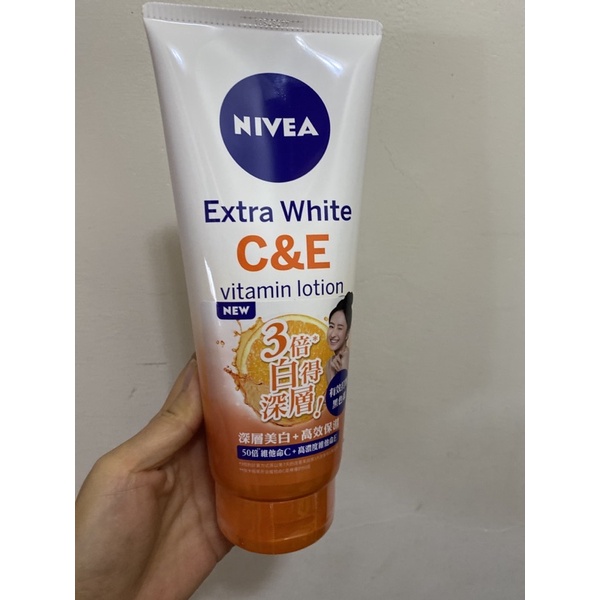 NIVEA
Extra White
C&E
vitamin lotion
NEW
3倍*
白得
深層!
深層美白+高效保濕
50倍 維他命C+高濃度維他命E